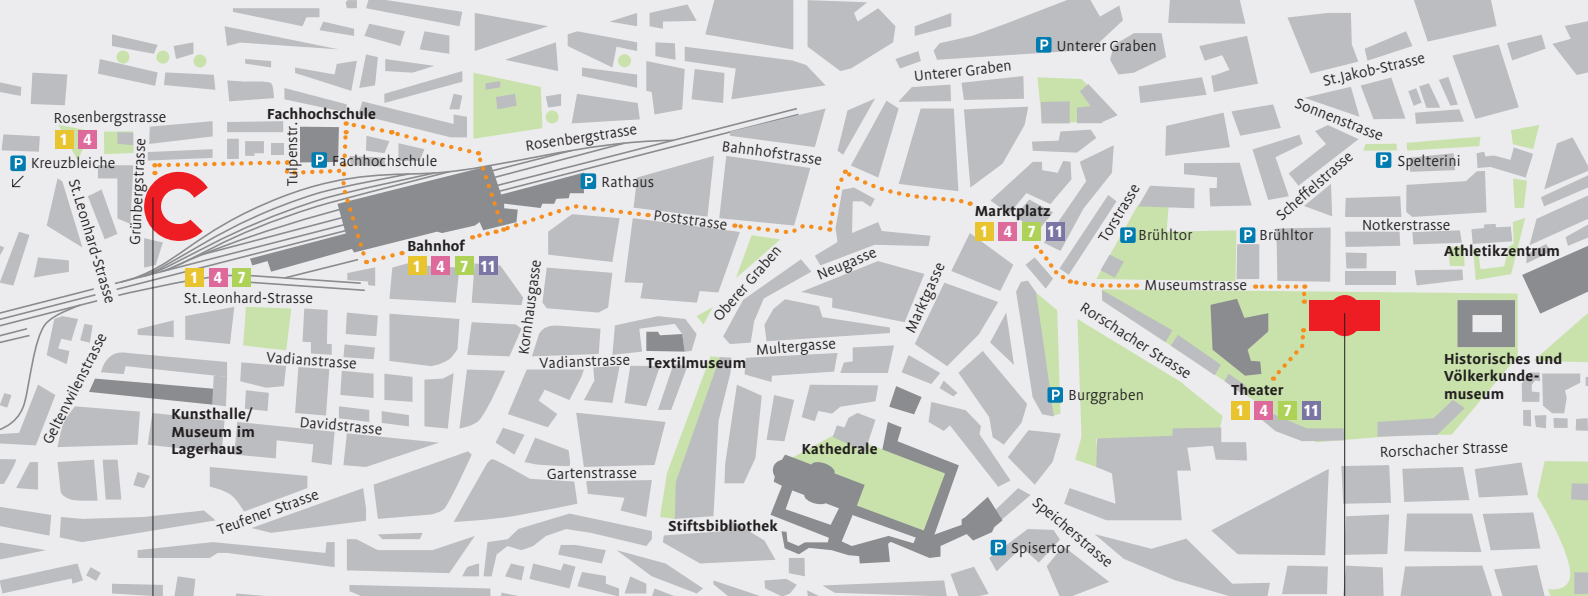 P Unterer Graben
Unterer Graben
St.Jakob-Strasse
Sonnenstrasse
Rosenbergstrasse
1 4
P Kreuzbleiche
Grünbergstrasse
St.Leonhard-Strasse
Fachhochschule
Tulpenstr.
P Fachhochschule
Rosenbergstrasse
Bahnhofstrasse
P Rathaus
Poststrasse
Bahnhof
1 4 7 11
1 4 7
St.Leonhard-Strasse
Marktplatz
1 4 7 11
Torstrasse
P Brühltor
P Brühltor
Scheffelstrasse
P Spelterini
Notkerstrasse
Athletikzentrum
Museumstrasse
Oberer Graben
Neugasse
Marktgasse
Kornhausgasse
Rorschacher Strasse
Geltenwilenstrasse
Vadianstrasse
Vadianstrasse
Textilmuseum
Multergasse
Historisches und
Völkerkunde-
museum
Theater
1 4 7 11
P Burggraben
Kunsthalle/
Museum im
Lagerhaus
Davidstrasse
Kathedrale
Rorschacher Strasse
Gartenstrasse
Teufener Strasse
Stiftsbibliothek
Speicherstrasse
P Spisertor